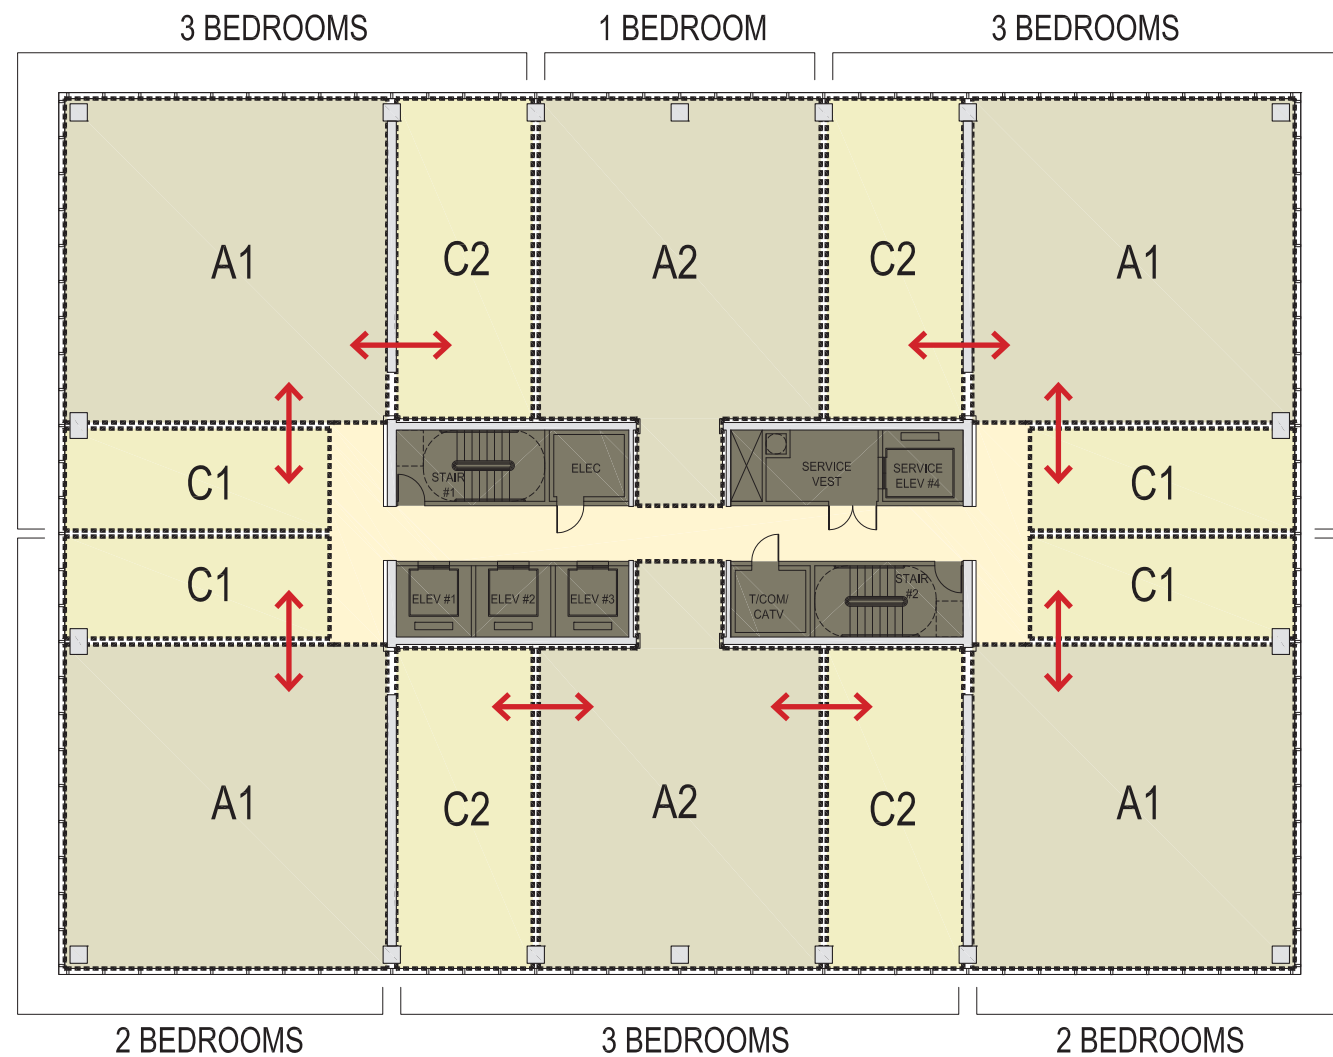 3 BEDROOMS
1 BEDROOM
3 BEDROOMS
A1
C2
A2
C2
A1
C1
STAIR
#1
ELEC
SERVICE
VEST
SERVICE
ELEV #4
C1
C1
ELEV #1
ELEV #2
ELEV #3
T/COM/
CATV
STAIR
#2
C1
A1
C2
A2
C2
A1
2 BEDROOMS
3 BEDROOMS
2 BEDROOMS